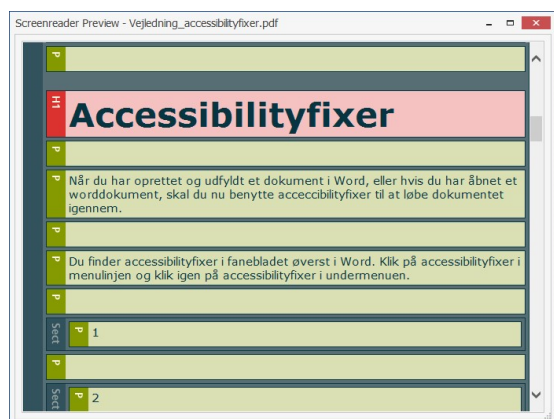 Screenreader Preview - Vejledning_accessibilityfixer.pdf
P
H1
Accessibilityfixer
P
P
Når du har oprettet og udfyldt et dokument i Word, eller hvis du har åbnet et
worddokument, skal du nu benytte acceccibilityfixer til at løbe dokumentet
igennem.
P
P
Du finder accessibilityfixer i fanebladet øverst i Word. Klik på accessibilityfixer i
menulinjen og klik igen på accessibilityfixer i undermenuen.
P
Sect
P
1
P
Sect
P
2